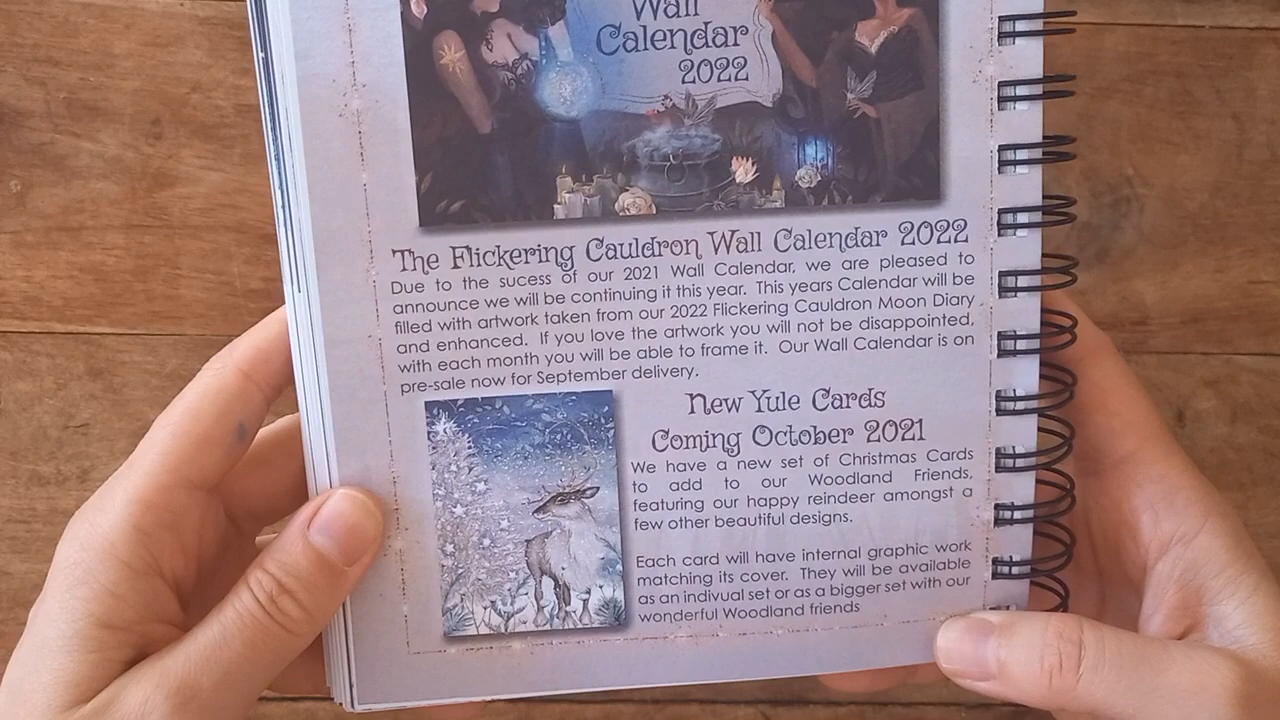 Wall
Calendar
2022
The Flickering Cauldron Wall Calendar 2022
Due to the sucess of our 2021 Wall Calendar, we are pleased to
announce we will be continuing it this year. This years Calendar will be
filled with artwork taken from our 2022 Flickering Cauldron Moon Diary
and enhanced. If you love the artwork you will not be disappointed,
with each month you will be able to frame it. Our Wall Calendar is on
pre-sale now for September delivery.
New Yule Cards
Coming October 2021
We have a new set of Christmas Cards
to add to our Woodland Friends,
featuring our happy reindeer amongst a
few other beautiful designs.
Each card will have internal graphic work
matching its cover. They will be available
as an indivual set or as a bigger set with our
wonderful Woodland friends